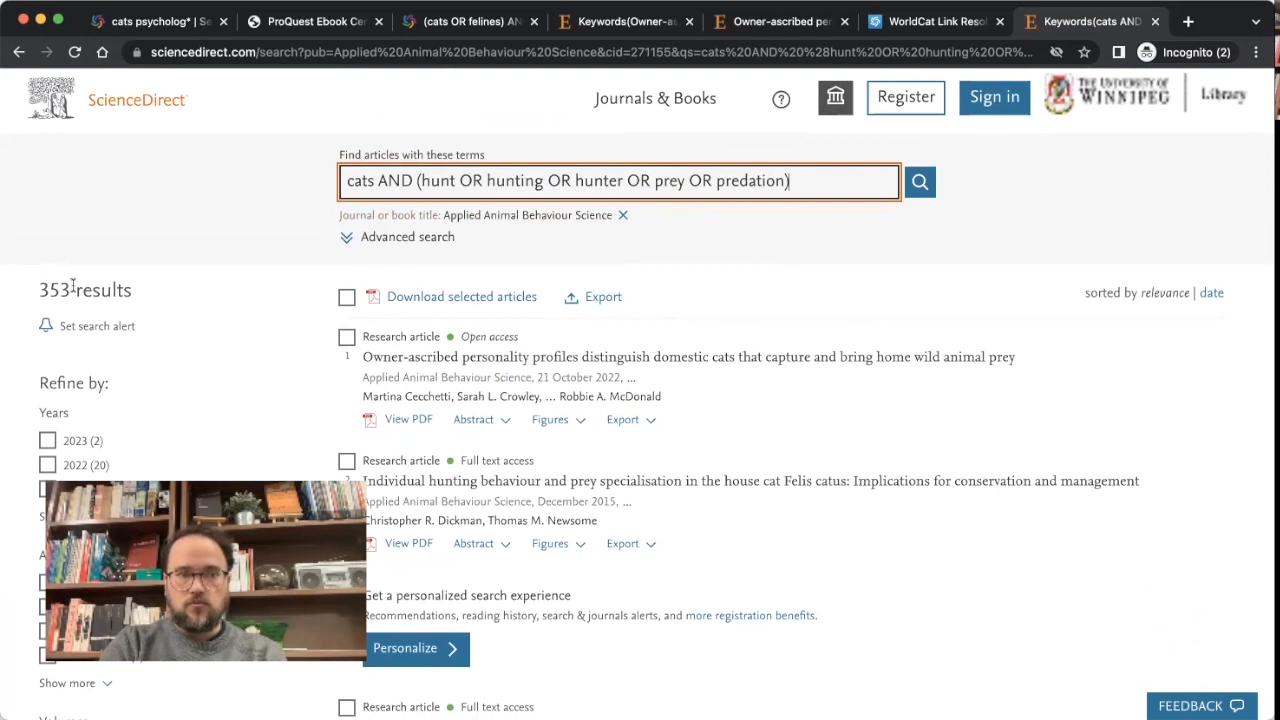 cats psycholog* | S
ProQuest Ebook Cen
(cats OR felines) AN
Keywords(Owner-a
Owner-ascribed pe
WorldCat Link Resol
Keywords(cats AND
sciencedirect.com/search?pub=Applied%20Animal%20Behaviour%20Science&cid=271155&qs=cats%20AND%20%28hunt%20OR%20hunting%20OR%...
Incognito (2)
ScienceDirect
Journals & Books
Register
Sign in
THE UNIVERSITY OF
WINNIPEG
Library
Find articles with these terms
cats AND (hunt OR hunting OR hunter OR prey OR predation)
Journal or book title: Applied Animal Behaviour Science
Advanced search
353 results
Download selected articles
Export
sorted by relevance | date
Set search alert
Research article
Open access
1
Owner-ascribed personality profiles distinguish domestic cats that capture and bring home wild animal prey
Applied Animal Behaviour Science, 21 October 2022, ...
Refine by:
Martina Cecchetti, Sarah L. Crowley, ... Robbie A. McDonald
Years
View PDF
Abstract
Figures
Export
2023 (2)
2022 (20)
Research article
Full text access
Individual hunting behaviour and prey specialisation in the house cat Felis catus: Implications for conservation and management
Applied Animal Behaviour Science, December 2015, ...
Christopher R. Dickman, Thomas M. Newsome
View PDF
Abstract
Figures
Export
Get a personalized search experience
Recommendations, reading history, search & journals alerts, and more registration benefits.
Personalize
Show more
Research article
Full text access
FEEDBACK